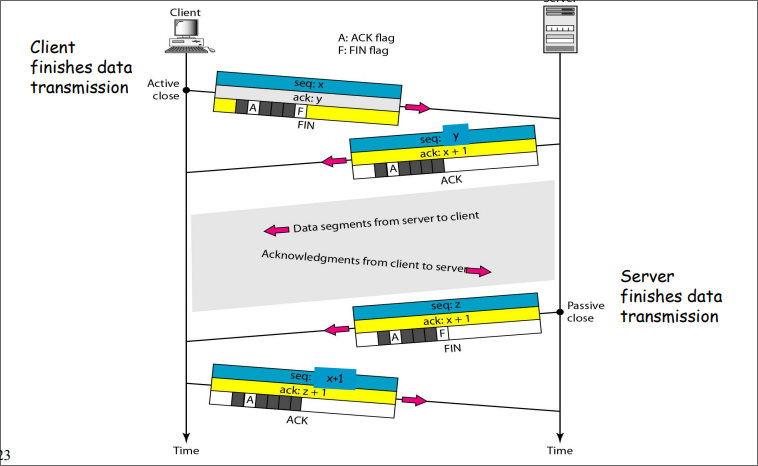 Client
Server
A: ACK flag
F: FIN flag
Client
finishes data
transmission
Active
close
seq: x
ack: y
A
F
FIN
seq: y
ack: x + 1
A
ACK
Data segments from server to client
Acknowledgments from client to server
Server
finishes data
transmission
Passive
close
seq: z
ack: x + 1
A
F
FIN
seq: x+1
ack: z + 1
A
ACK
Time
Time
23